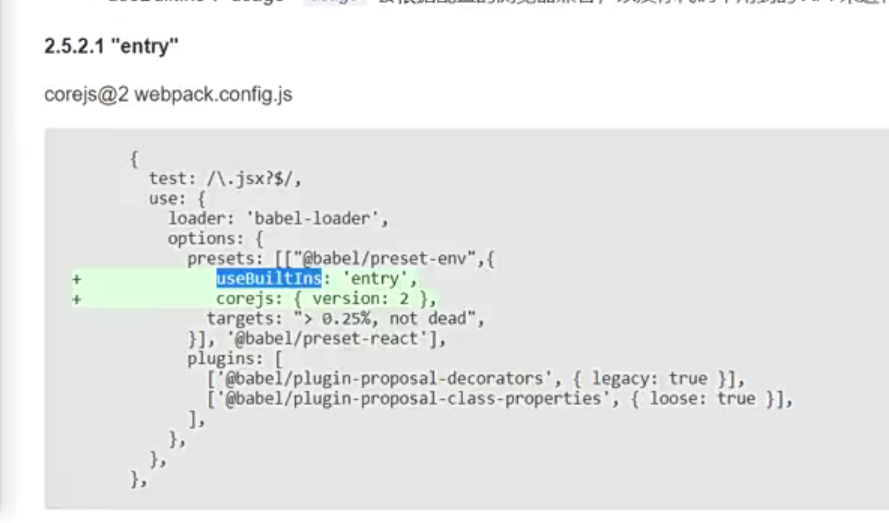 2.5.2.1 "entry"
corejs@2 webpack.config.js
{
test: /\.jsx?$/,
use: {
loader: 'babel-loader',
options: {
presets: [["@babel/preset-env",{
+ useBuiltIns: 'entry',
+ corejs: { version: 2 },
targets: "> 0.25%, not dead",
}], '@babel/preset-react'],
plugins: [
['@babel/plugin-proposal-decorators', { legacy: true }],
['@babel/plugin-proposal-class-properties', { loose: true }],
],
},
},
},